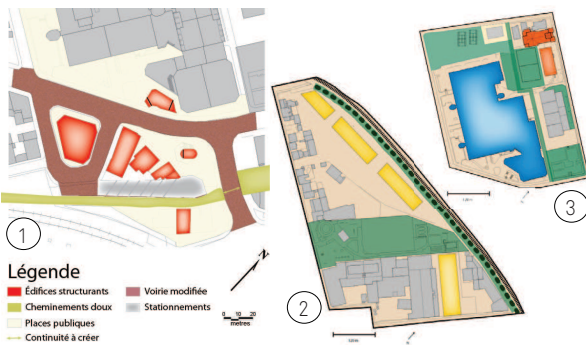 1
2
3
Légende
Édifices structurants
Voirie modifiée
Cheminements doux
Stationnements
Places publiques
Continuité à créer
N
0 10 20
mètres